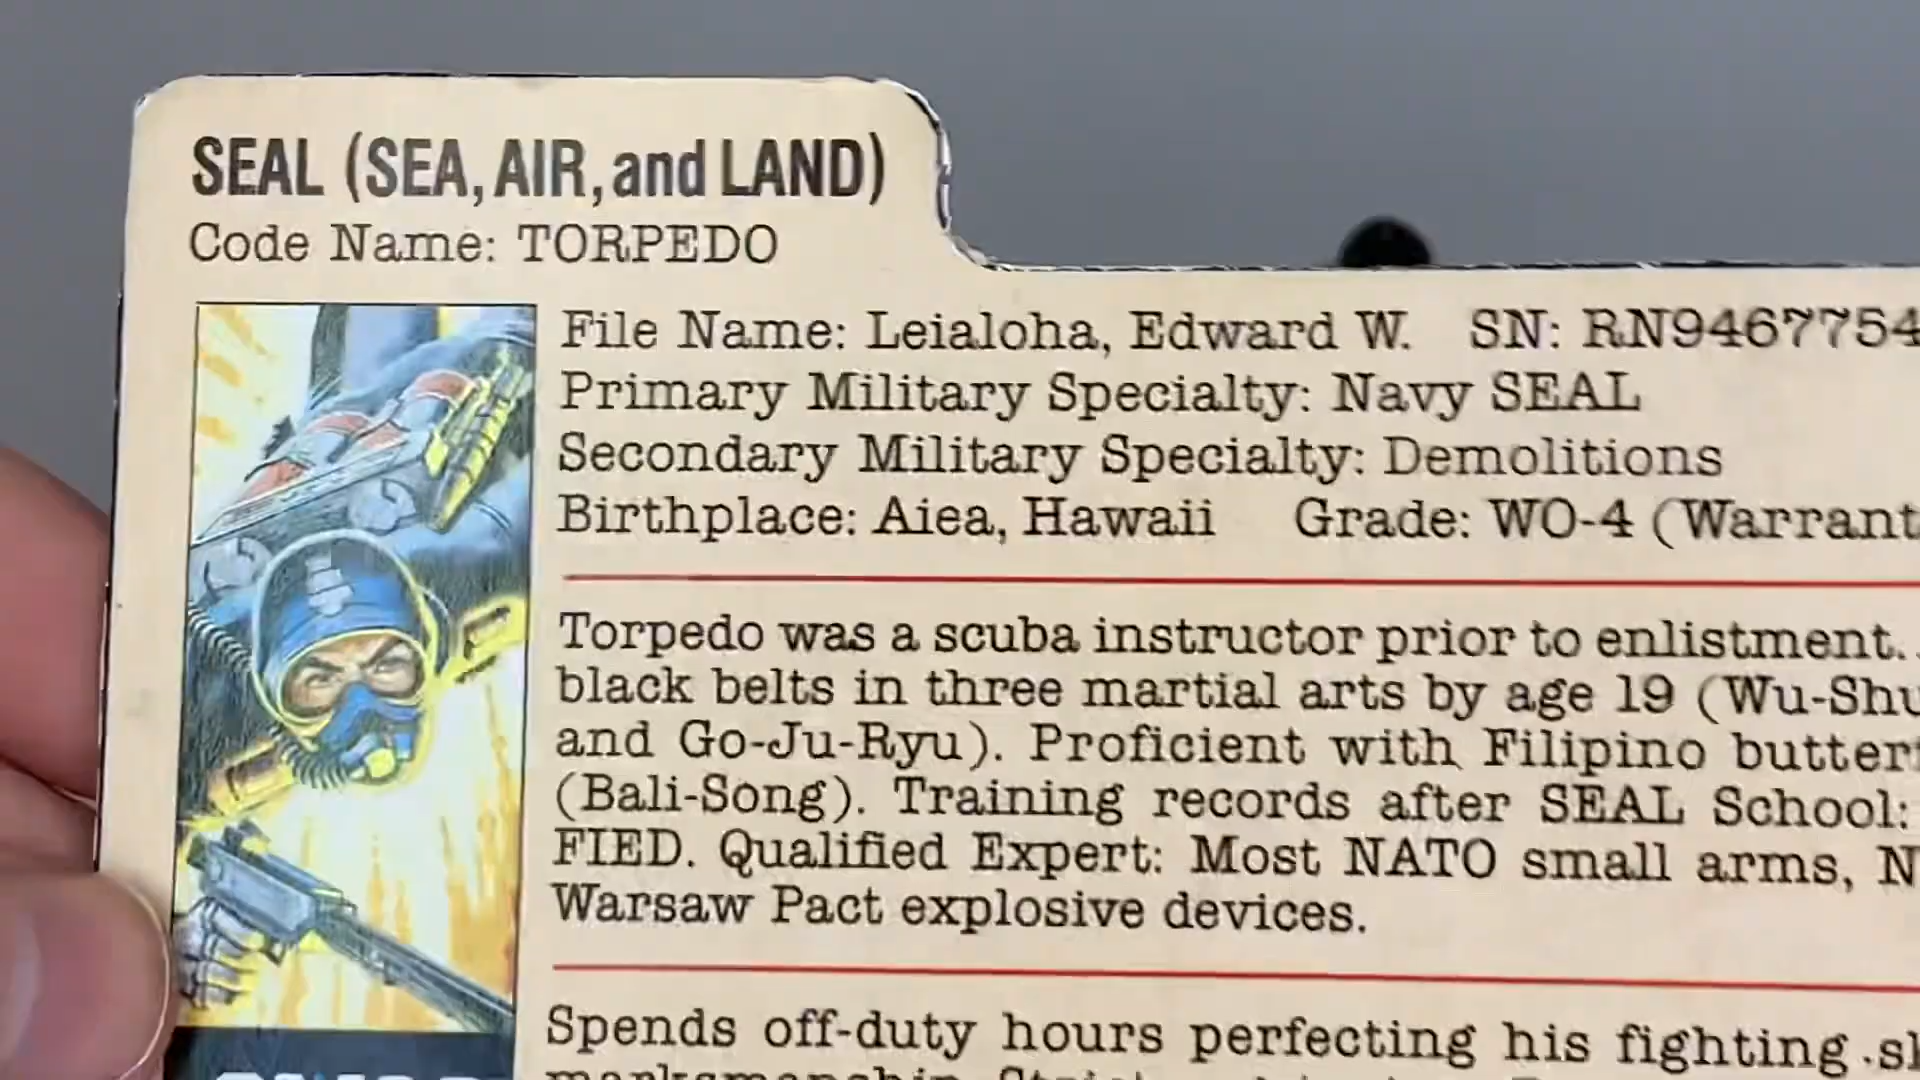 SEAL (SEA, AIR, and LAND)
Code Name: TORPEDO
File Name: Leialoha, Edward W. SN: RN9467754
Primary Military Specialty: Navy SEAL
Secondary Military Specialty: Demolitions
Birthplace: Aiea, Hawaii Grade: WO-4 (Warrant
Torpedo was a scuba instructor prior to enlistment.
black belts in three martial arts by age 19 (Wu-Shu
and Go-Ju-Ryu). Proficient with Filipino butterf
(Bali-Song). Training records after SEAL School:
FIED. Qualified Expert: Most NATO small arms, N
Warsaw Pact explosive devices.
Spends off-duty hours perfecting his fighting sk